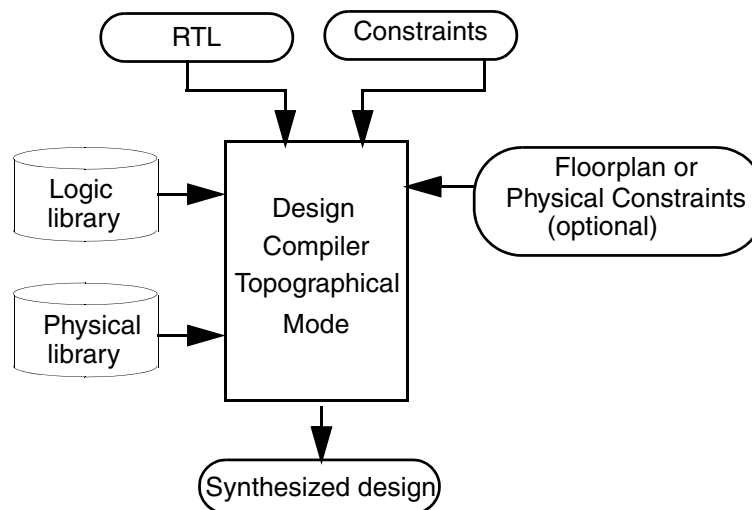 RTL
Constraints
Logic
library
Design
Compiler
Topographical
Mode
Floorplan or
Physical Constraints
(optional)
Physical
library
Synthesized design